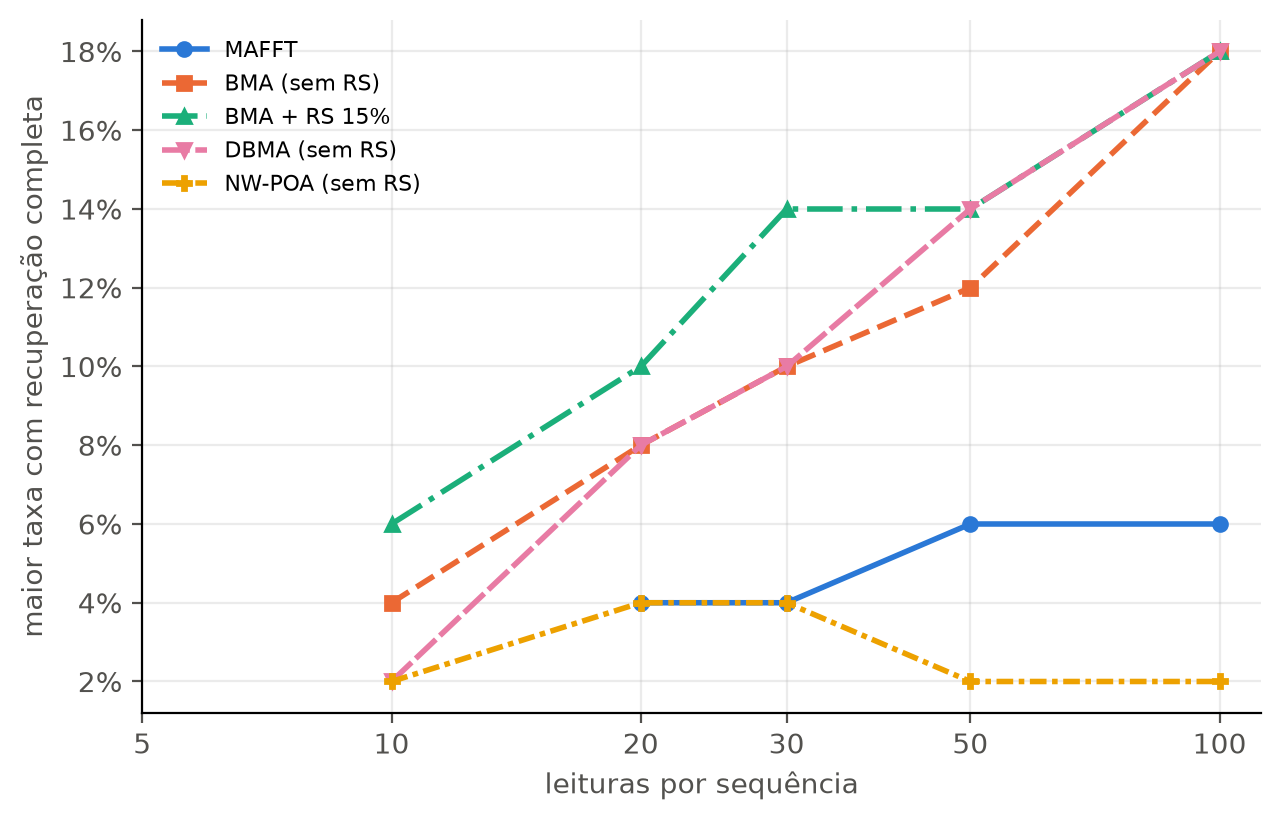 maior taxa com recuperação completa
18%
16%
14%
12%
10%
8%
6%
4%
2%
MAFFT
BMA (sem RS)
BMA + RS 15%
DBMA (sem RS)
NW-POA (sem RS)
5
10
20
30
50
100
leituras por sequência